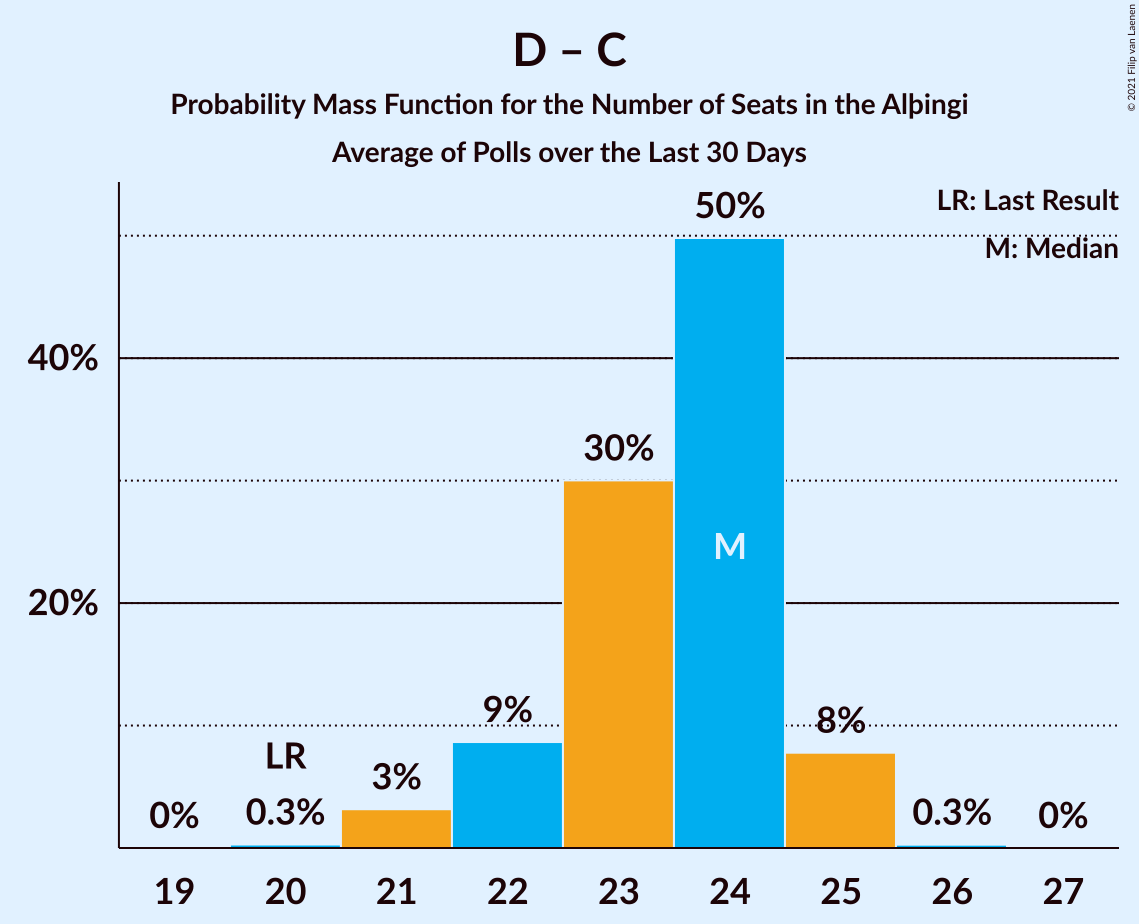 D – C
Probability Mass Function for the Number of Seats in the Alþingi
Average of Polls over the Last 30 Days
© 2021 Filip van Laenen
LR: Last Result
M: Median
50%
40%
30%
M
20%
9%
8%
LR
3%
0%
0.3%
0.3%
0%
19
20
21
22
23
24
25
26
27